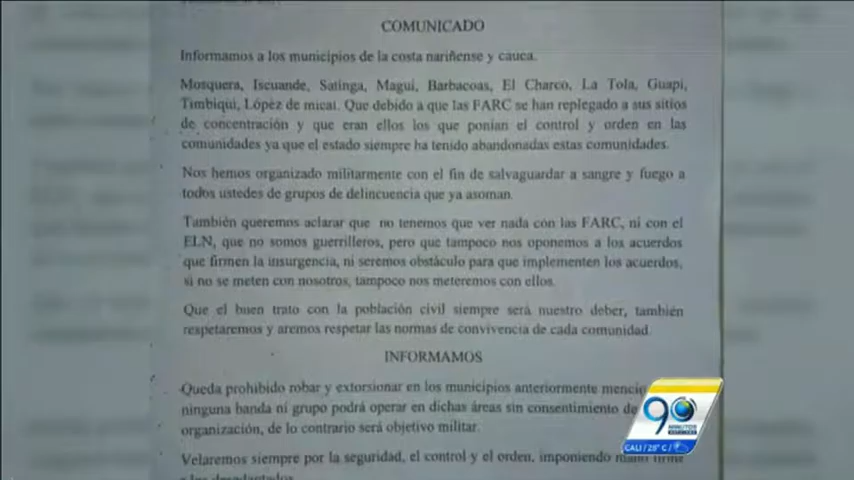 COMUNICADO
Informamos a los municipios de la costa nariñense y cauca.
Mosquera, Iscuande, Satinga, Magui, Barbacoas, El Charco, La Tola, Guapi,
Timbiqui, López de micai. Que debido a que las FARC se han replegado a sus sitios
de concentración y que eran ellos los que ponian el control y orden en las
comunidades ya que el estado siempre ha tenido abandonadas estas comunidades.
Nos hemos organizado militarmente con el fin de salvaguardar a sangre y fuego a
todos ustedes de grupos de delincuencia que ya asoman.
También queremos aclarar que no tenemos que ver nada con las FARC, ni con el
ELN, que no somos guerrilleros, pero que tampoco nos oponemos a los acuerdos
que firmen la insurgencia, ni seremos obstáculo para que implementen los acuerdos,
si no se meten con nosotros, tampoco nos meteremos con ellos.
Que el buen trato con la población civil siempre será nuestro deber, también
respetaremos y aremos respetar las normas de convivencia de cada comunidad.
INFORMAMOS
Queda prohibido robar y extorsionar en los municipios anteriormente
ninguna banda ni grupo podrá operar en dichas áreas sin consentimiento de
organización, de lo contrario será objetivo militar.
Velaremos siempre por la seguridad, el control y el orden, imponiendo mano firme
90
MINUTOS
CALI / 25° C /